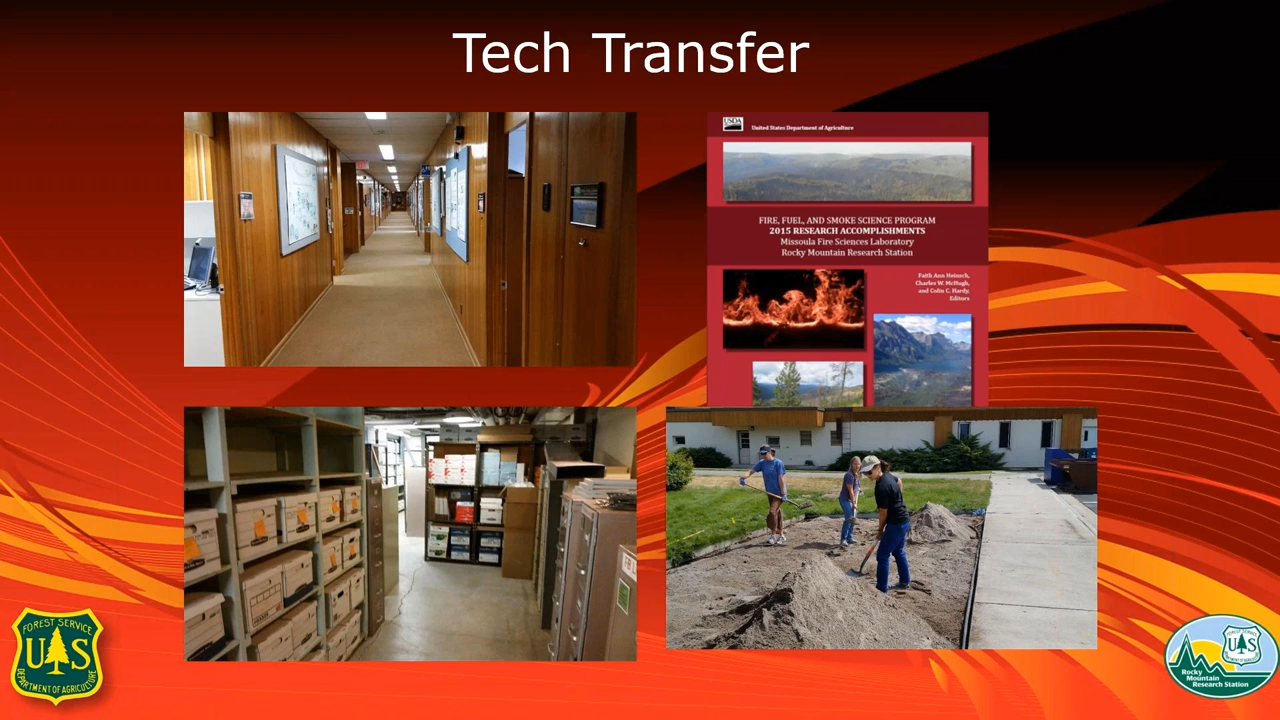 Tech Transfer
USDA
United States Department of Agriculture
FIRE, FUEL, AND SMOKE SCIENCE PROGRAM
2015 RESEARCH ACCOMPLISHMENTS
Missoula Fire Sciences Laboratory
Rocky Mountain Research Station
Faith Ann Heinsch,
Charles W. McHugh,
and Colin C. Hardy,
Editors
FOREST SERVICE
U S
DEPARTMENT OF AGRICULTURE
U S
Rocky
Mountain
Research Station